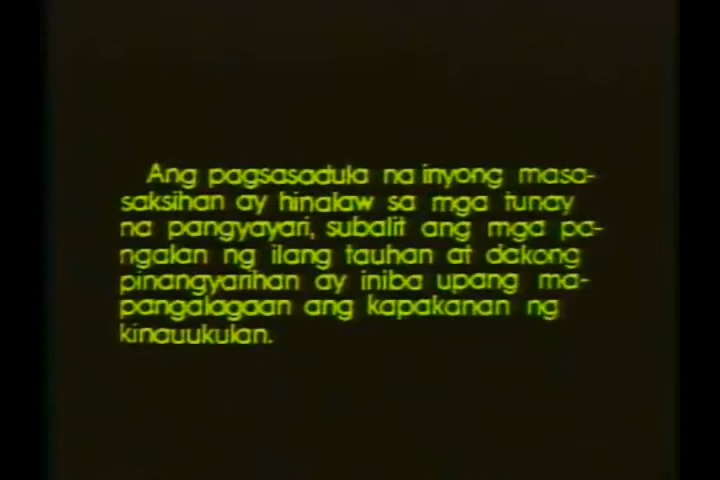 Ang pagsasadula na inyong masa-
saksihan ay hinalaw sa mga tunay
na pangyayari, subalit ang mga pa-
ngalan ng ilang tauhan at dakong
pinangyarihan ay iniba upang ma-
pangalagaan ang kapakanan ng
kinauukulan.